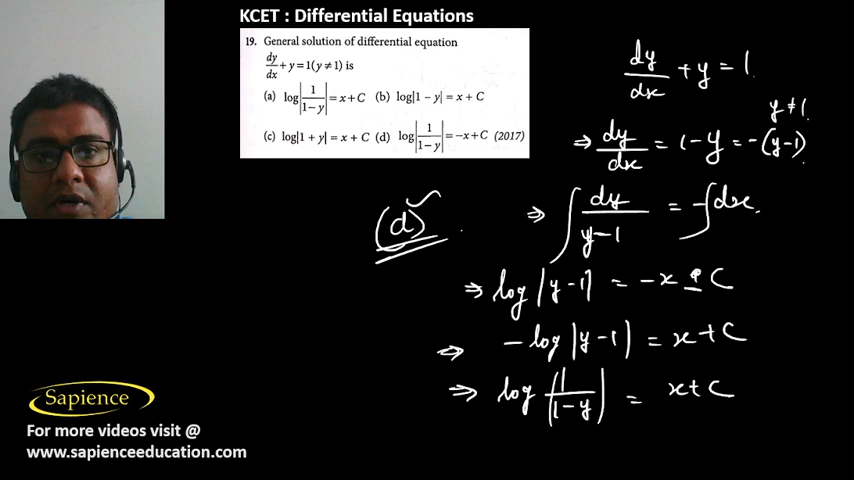 KCET : Differential Equations
19. General solution of differential equation
dy/dx + y = 1(y ≠ 1) is
(a) log|1/(1−y)| = x + C (b) log|1 − y| = x + C
(c) log|1 + y| = x + C (d) log|1/(1−y)| = −x + C (2017)
dy/dx + y = 1
y ≠ 1
⇒ dy/dx = 1 − y = −(y−1)
(d) ✓
⇒ ∫ dy/(y−1) = −∫ dx
⇒ log |y−1| = −x ± C
⇒ − log |y−1| = x + C
⇒ log |1/(1−y)| = x + C
Sapience
For more videos visit @
www.sapienceeducation.com